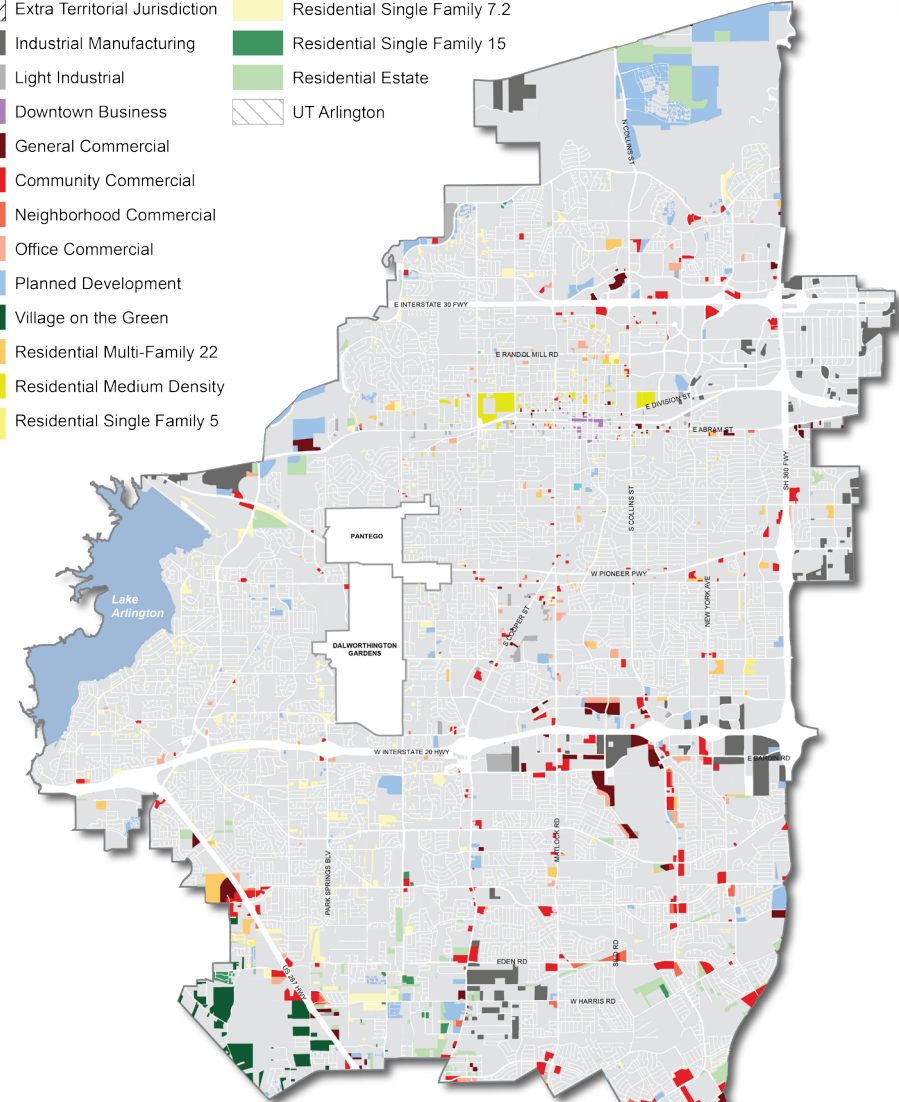 Extra Territorial Jurisdiction
Industrial Manufacturing
Light Industrial
Downtown Business
General Commercial
Community Commercial
Neighborhood Commercial
Office Commercial
Planned Development
Village on the Green
Residential Multi-Family 22
Residential Medium Density
Residential Single Family 5
Residential Single Family 7.2
Residential Single Family 15
Residential Estate
UT Arlington
N COLLINS ST
E INTERSTATE 30 FWY
E RANDOL MILL RD
E DIVISION ST
E ABRAM ST
SH 360 FWY
S COLLINS ST
PANTEGO
W PIONEER PWY
NEW YORK AVE
Lake
Arlington
S COOPER ST
DALWORTHINGTON
GARDENS
W INTERSTATE 20 HWY
E BARDIN RD
MATLOCK RD
PARK SPRINGS BLV
EDEN RD
US 287 HWY
W HARRIS RD